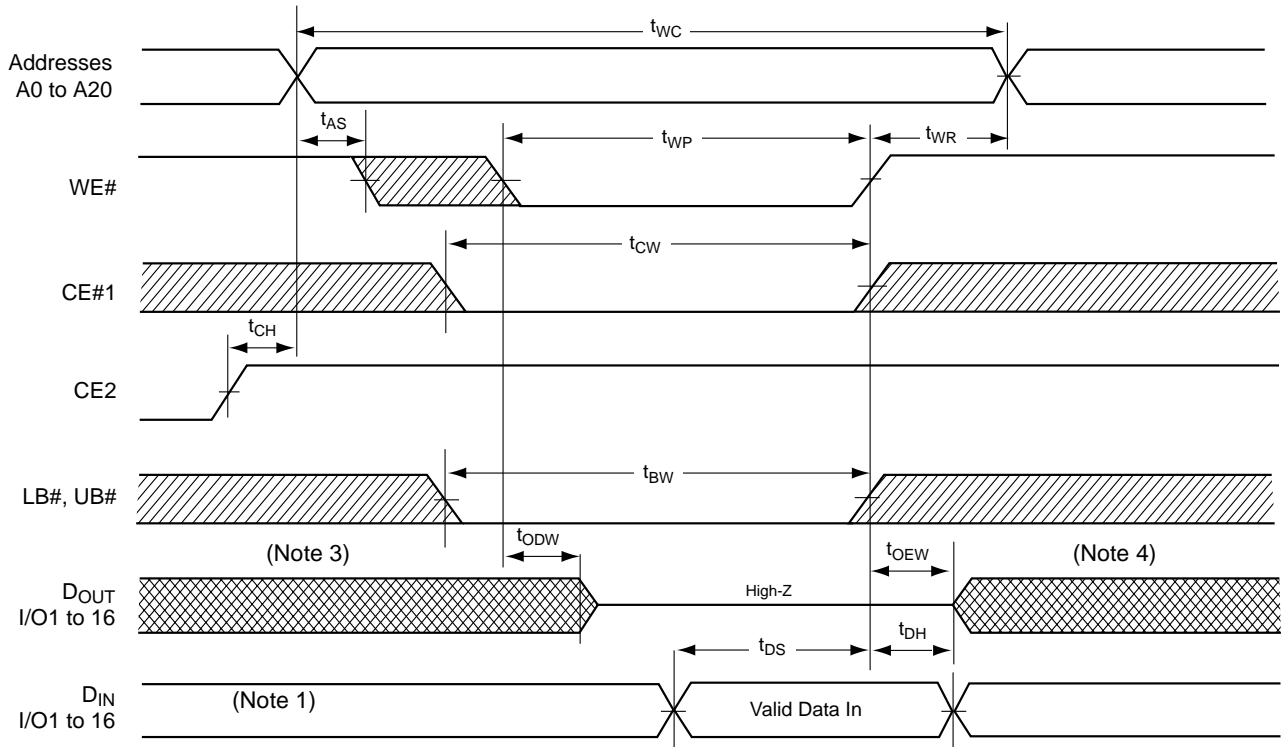 tWC
Addresses
A0 to A20
tAS
tWP
tWR
WE#
tCW
CE#1
tCH
CE2
tBW
LB#, UB#
tODW
(Note 3)
tOEW
(Note 4)
DOUT
I/O1 to 16
High-Z
tDS
tDH
DIN
I/O1 to 16
(Note 1)
Valid Data In